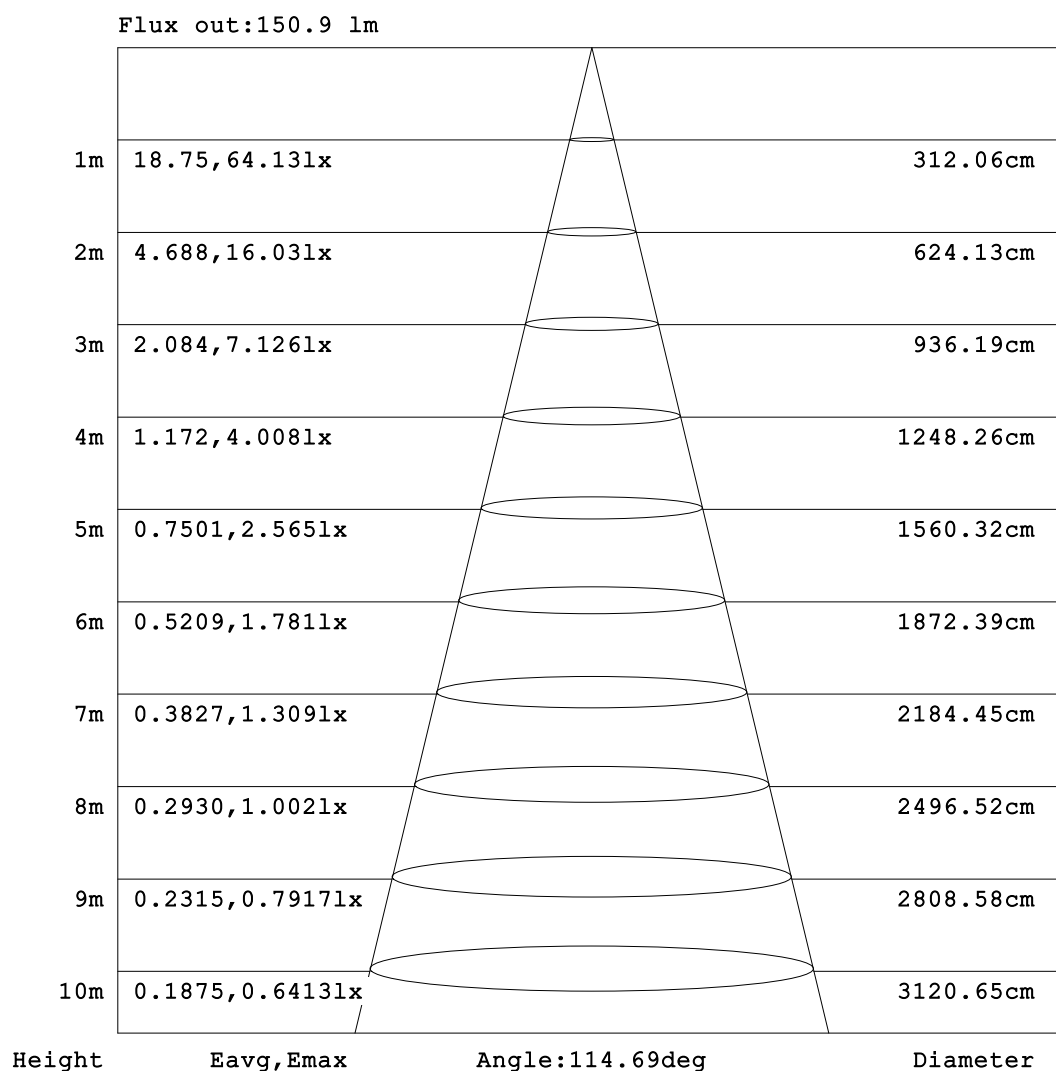 Flux out:150.9 lm
1m 18.75,64.13lx 312.06cm
2m 4.688,16.03lx 624.13cm
3m 2.084,7.126lx 936.19cm
4m 1.172,4.008lx 1248.26cm
5m 0.7501,2.565lx 1560.32cm
6m 0.5209,1.781lx 1872.39cm
7m 0.3827,1.309lx 2184.45cm
8m 0.2930,1.002lx 2496.52cm
9m 0.2315,0.7917lx 2808.58cm
10m 0.1875,0.6413lx 3120.65cm
Height Eavg,Emax Angle:114.69deg Diameter